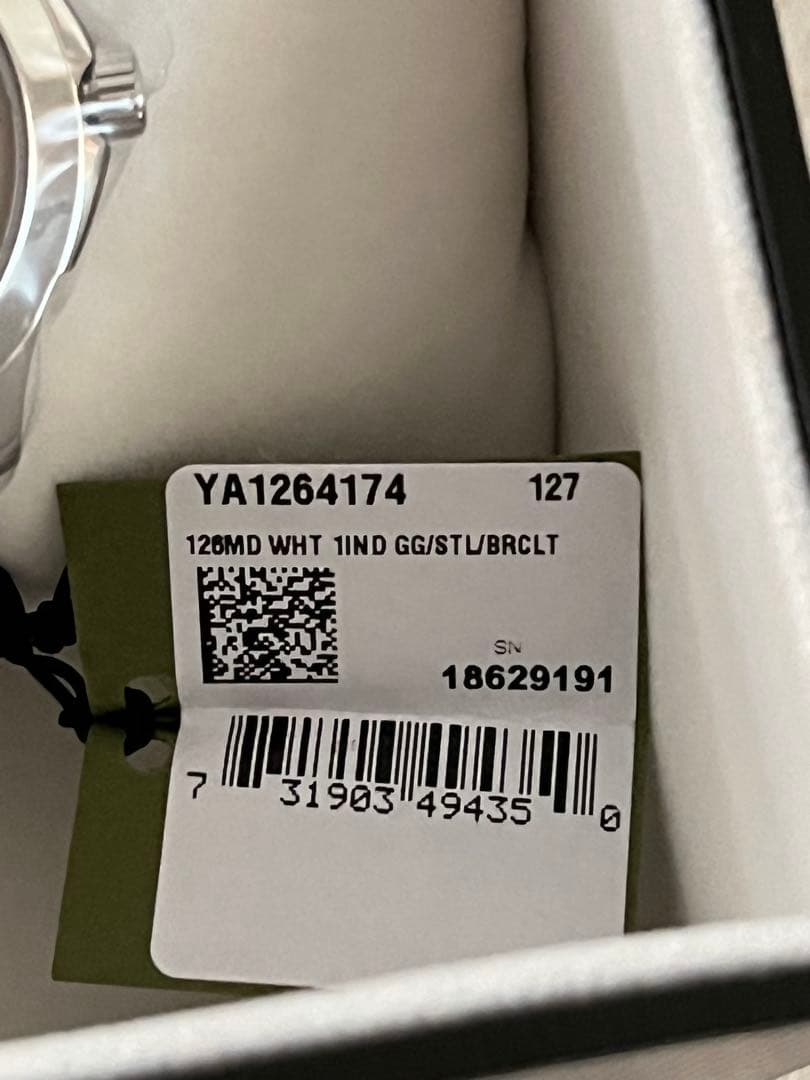 YA1264174 127
126MD WHT 1IND GG/STL/BRCLT
SN
18629191
7 31903 49435 0